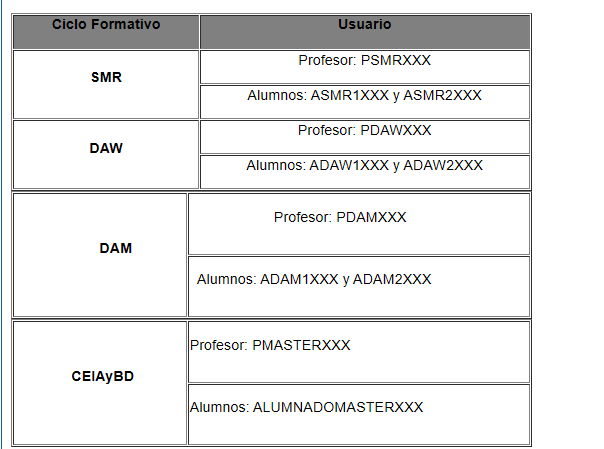 Ciclo Formativo
Usuario
SMR
Profesor: PSMRXXX
Alumnos: ASMR1XXX y ASMR2XXX
DAW
Profesor: PDAWXXX
Alumnos: ADAW1XXX y ADAW2XXX
DAM
Profesor: PDAMXXX
Alumnos: ADAM1XXX y ADAM2XXX
CEIAyBD
Profesor: PMASTERXXX
Alumnos: ALUMNADOMASTERXXX